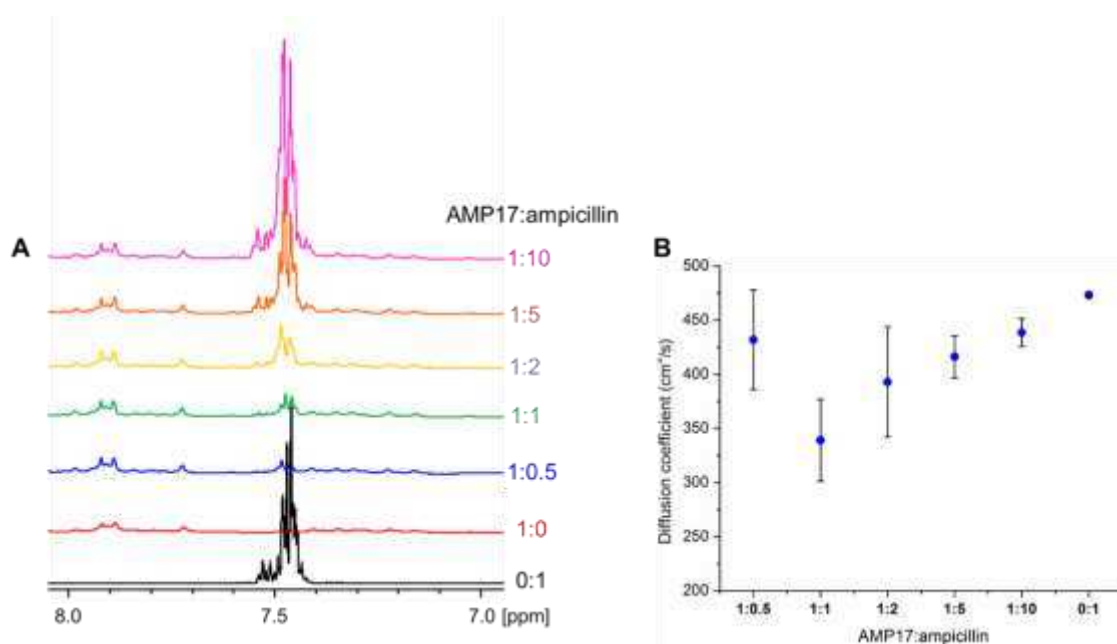 AMP17:ampicillin
A
1:10
1:5
1:2
1:1
1:0.5
1:0
0:1
8.0 7.5 7.0 [ppm]
B
Diffusion coefficient (cm²/s)
500
450
400
350
300
250
200
1:0.5 1:1 1:2 1:5 1:10 0:1
AMP17:ampicillin